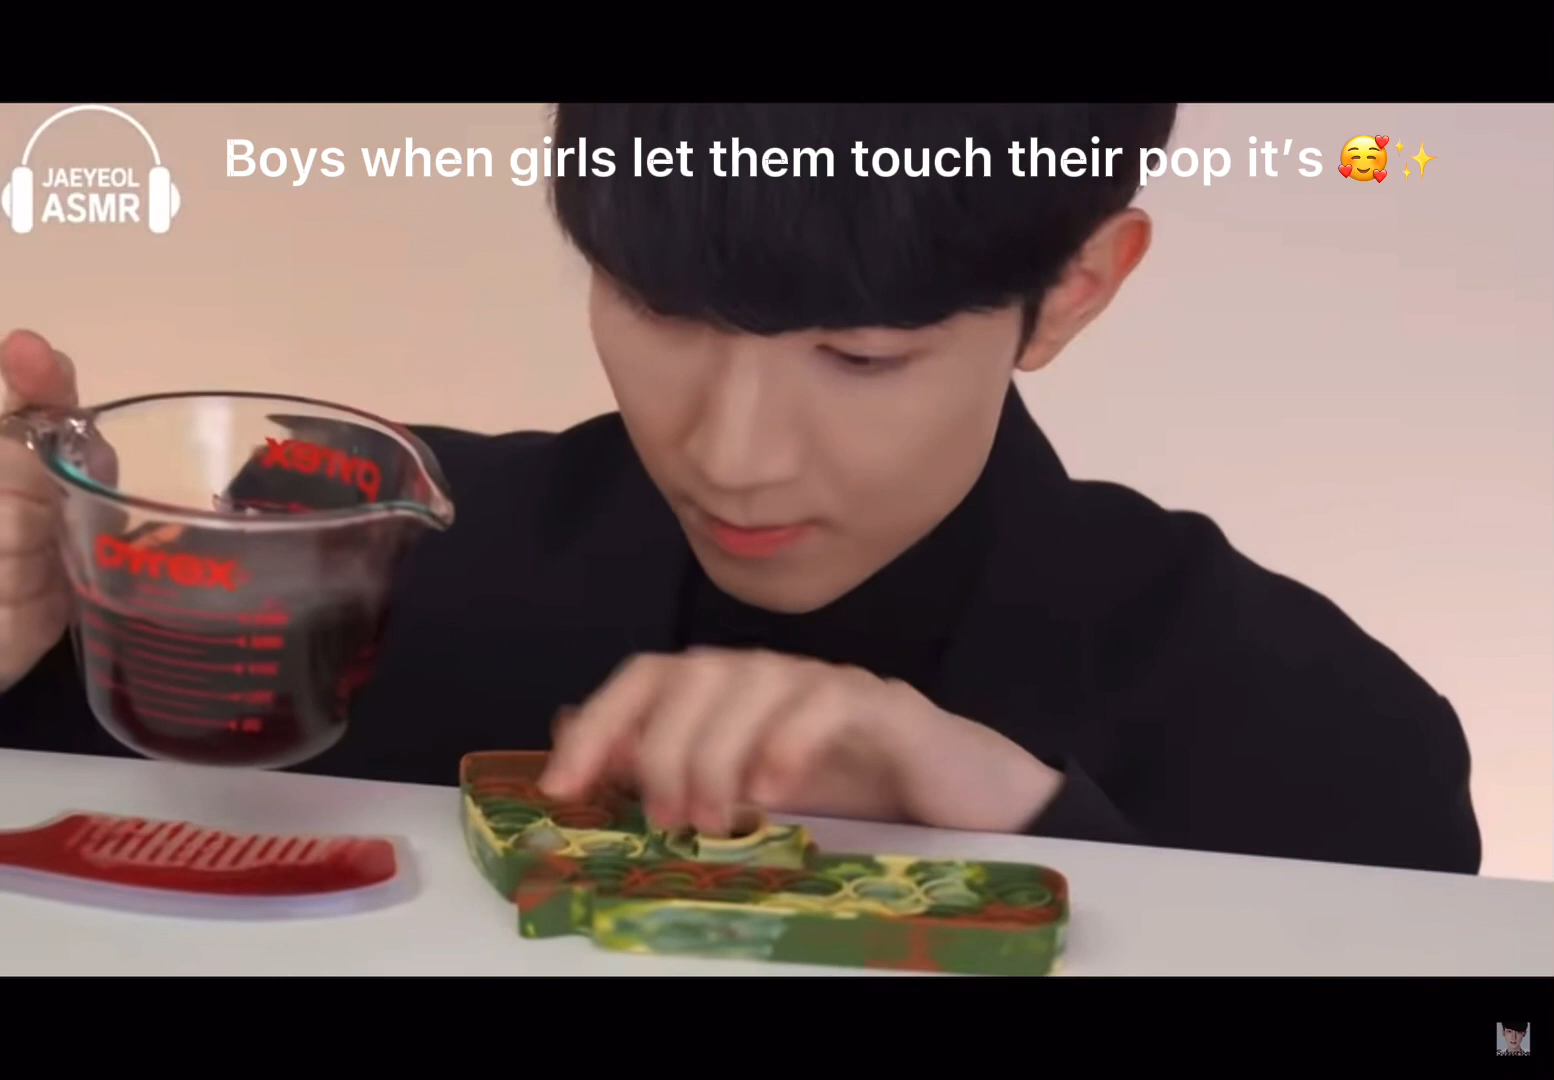 Boys when girls let them touch their pop it’s 🥰✨
JAEYEOL
ASMR
pyrex
pyrex